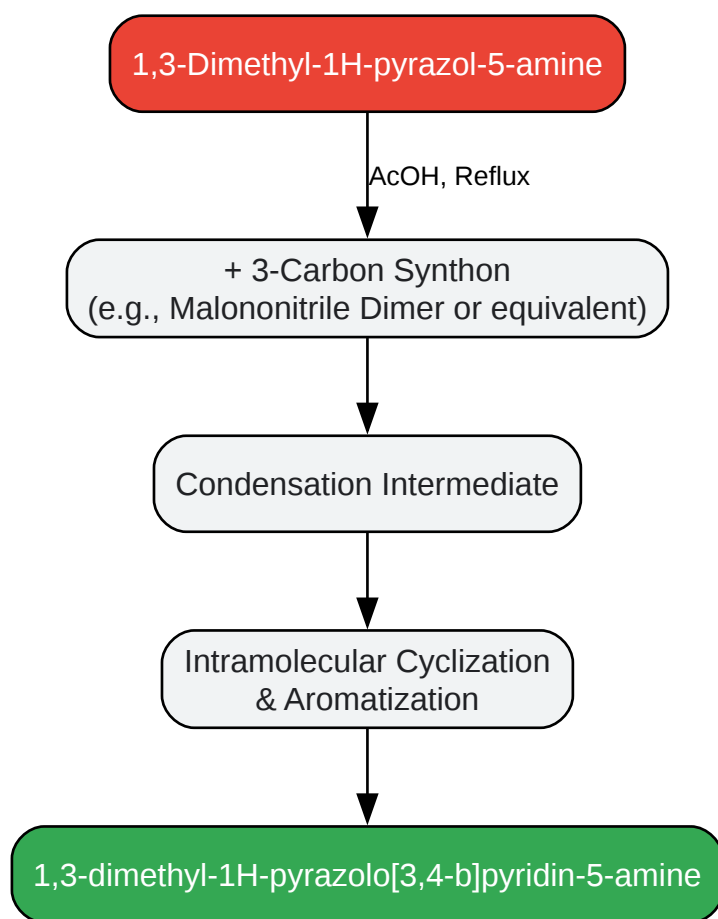 1,3-Dimethyl-1H-pyrazol-5-amine
AcOH, Reflux
+ 3-Carbon Synthon
(e.g., Malononitrile Dimer or equivalent)
Condensation Intermediate
Intramolecular Cyclization
& Aromatization
1,3-dimethyl-1H-pyrazolo[3,4-b]pyridin-5-amine